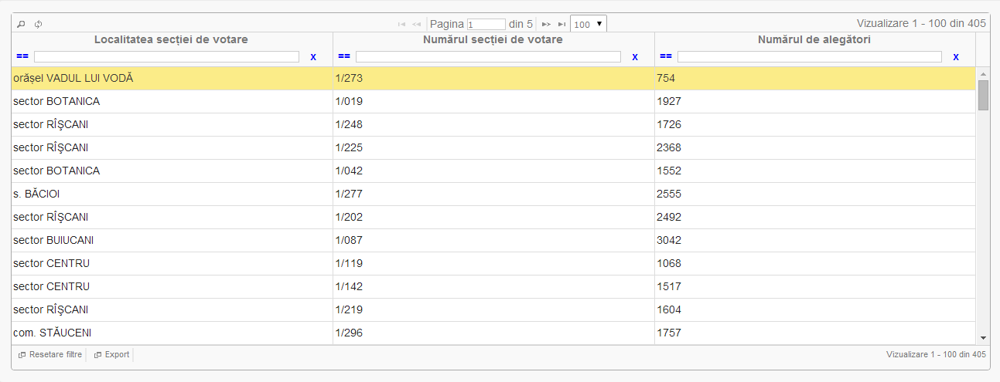 Pagina 1 din 5 100 Vizualizare 1 - 100 din 405
Localitatea secției de votare Numărul secției de votare Numărul de alegători
== x == x == x
orășel VADUL LUI VODĂ 1/273 754
sector BOTANICA 1/019 1927
sector RÎŞCANI 1/248 1726
sector RÎŞCANI 1/225 2368
sector BOTANICA 1/042 1552
s. BĂCIOI 1/277 2555
sector RÎŞCANI 1/202 2492
sector BUIUCANI 1/087 3042
sector CENTRU 1/119 1068
sector CENTRU 1/142 1517
sector RÎŞCANI 1/219 1604
com. STĂUCENI 1/296 1757
Resetare filtre Export Vizualizare 1 - 100 din 405